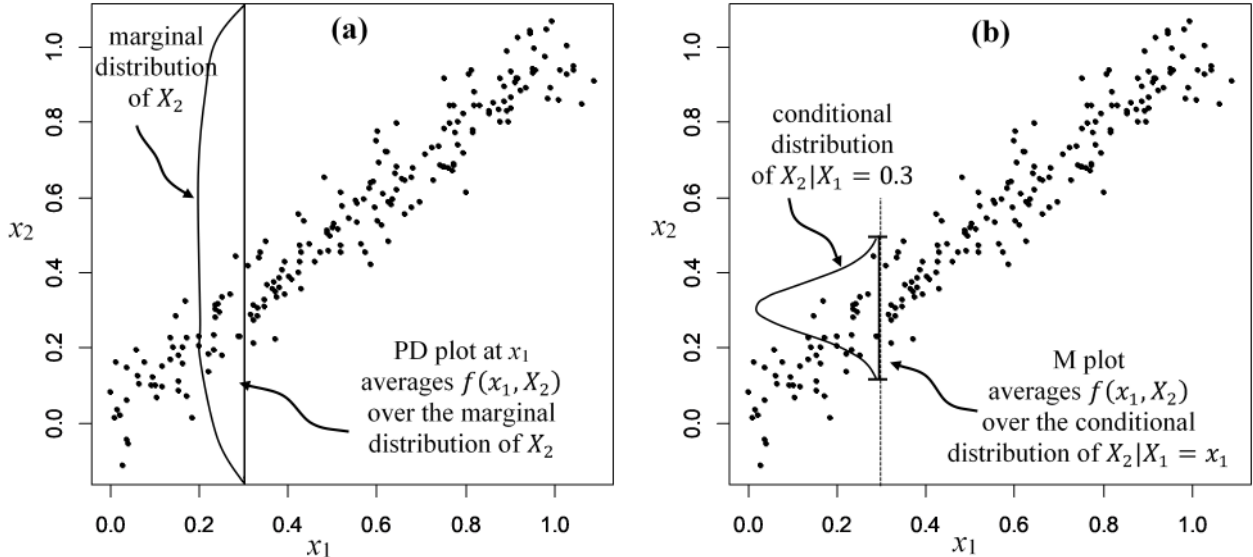 (a)
marginal
distribution
of X₂
PD plot at x₁
averages f(x₁, X₂)
over the marginal
distribution of X₂
x₂
0.0 0.2 0.4 0.6 0.8 1.0
0.0 0.2 0.4 0.6 0.8 1.0
x₁
(b)
conditional
distribution
of X₂|X₁ = 0.3
M plot
averages f(x₁, X₂)
over the conditional
distribution of X₂|X₁ = x₁
x₂
0.0 0.2 0.4 0.6 0.8 1.0
0.0 0.2 0.4 0.6 0.8 1.0
x₁